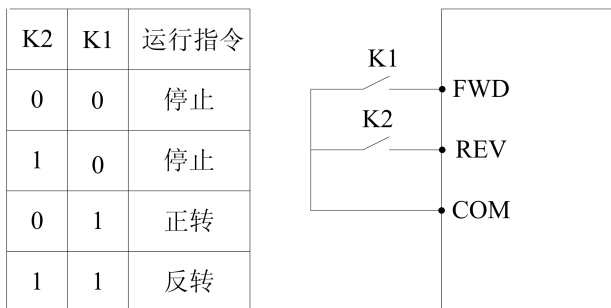 K2 K1 运行指令
0 0 停止
1 0 停止
0 1 正转
1 1 反转
K1
FWD
K2
REV
COM